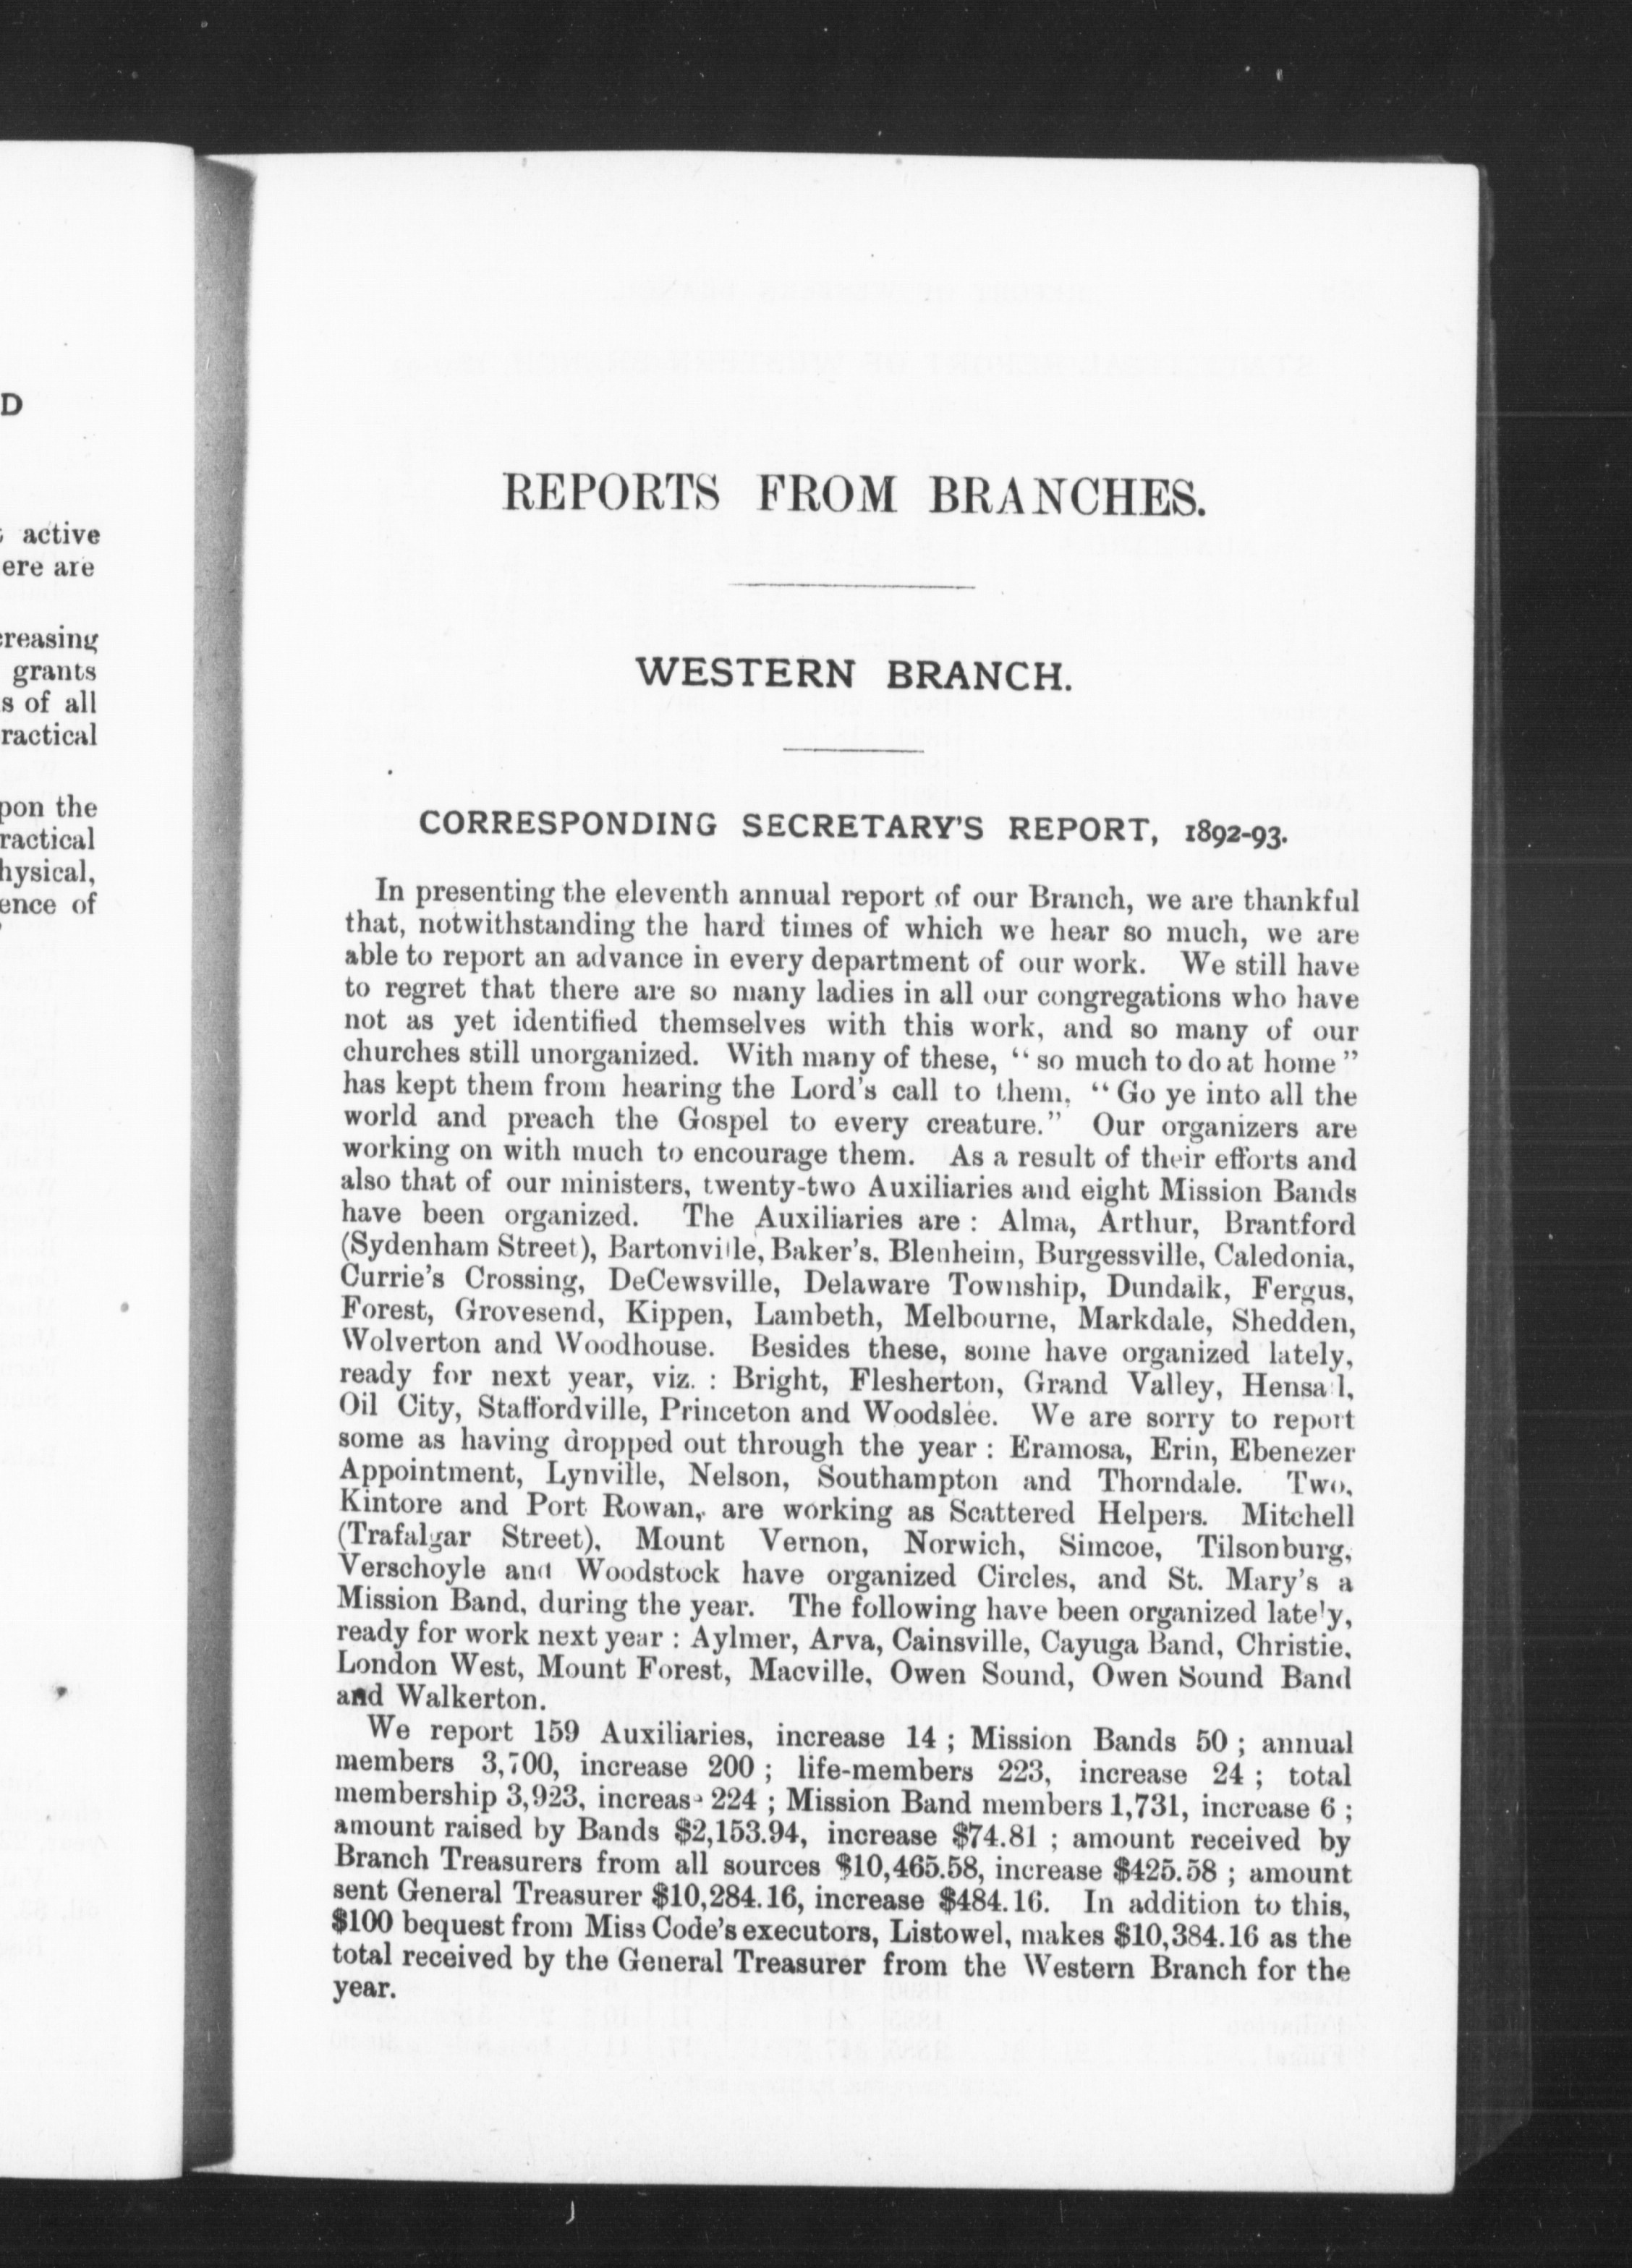 D
active
ere are
creasing
grants
s of all
ractical
pon the
ractical
hysical,
ence of
REPORTS FROM BRANCHES.
WESTERN BRANCH.
CORRESPONDING SECRETARY'S REPORT, 1892-93.
In presenting the eleventh annual report of our Branch, we are thankful
that, notwithstanding the hard times of which we hear so much, we are
able to report an advance in every department of our work. We still have
to regret that there are so many ladies in all our congregations who have
not as yet identified themselves with this work, and so many of our
churches still unorganized. With many of these, "so much to do at home"
has kept them from hearing the Lord's call to them, "Go ye into all the
world and preach the Gospel to every creature." Our organizers are
working on with much to encourage them. As a result of their efforts and
also that of our ministers, twenty-two Auxiliaries and eight Mission Bands
have been organized. The Auxiliaries are : Alma, Arthur, Brantford
(Sydenham Street), Bartonville, Baker's, Blenheim, Burgessville, Caledonia,
Currie's Crossing, DeCewsville, Delaware Township, Dundalk, Fergus,
Forest, Grovesend, Kippen, Lambeth, Melbourne, Markdale, Shedden,
Wolverton and Woodhouse. Besides these, some have organized lately,
ready for next year, viz. : Bright, Flesherton, Grand Valley, Hensall,
Oil City, Staffordville, Princeton and Woodslee. We are sorry to report
some as having dropped out through the year : Eramosa, Erin, Ebenezer
Appointment, Lynville, Nelson, Southampton and Thorndale. Two,
Kintore and Port Rowan, are working as Scattered Helpers. Mitchell
(Trafalgar Street), Mount Vernon, Norwich, Simcoe, Tilsonburg,
Verschoyle and Woodstock have organized Circles, and St. Mary's a
Mission Band, during the year. The following have been organized lately,
ready for work next year : Aylmer, Arva, Cainsville, Cayuga Band, Christie,
London West, Mount Forest, Macville, Owen Sound, Owen Sound Band
and Walkerton.
We report 159 Auxiliaries, increase 14 ; Mission Bands 50 ; annual
members 3,700, increase 200 ; life-members 223, increase 24 ; total
membership 3,923, increase 224 ; Mission Band members 1,731, increase 6 ;
amount raised by Bands $2,153.94, increase $74.81 ; amount received by
Branch Treasurers from all sources $10,465.58, increase $425.58 ; amount
sent General Treasurer $10,284.16, increase $484.16. In addition to this,
$100 bequest from Miss Code's executors, Listowel, makes $10,384.16 as the
total received by the General Treasurer from the Western Branch for the
year.